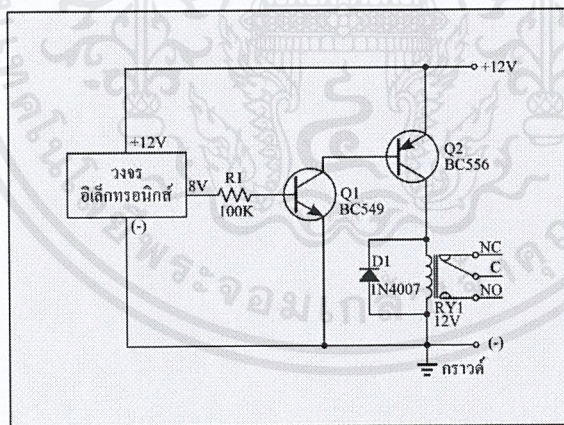 +12V
+12V
วงจร
อิเล็กทรอนิกส์
(-)
8V
R1
100K
Q1
BC549
Q2
BC556
D1
1N4007
NC
C
NO
RY1
12V
(-)
กราวด์